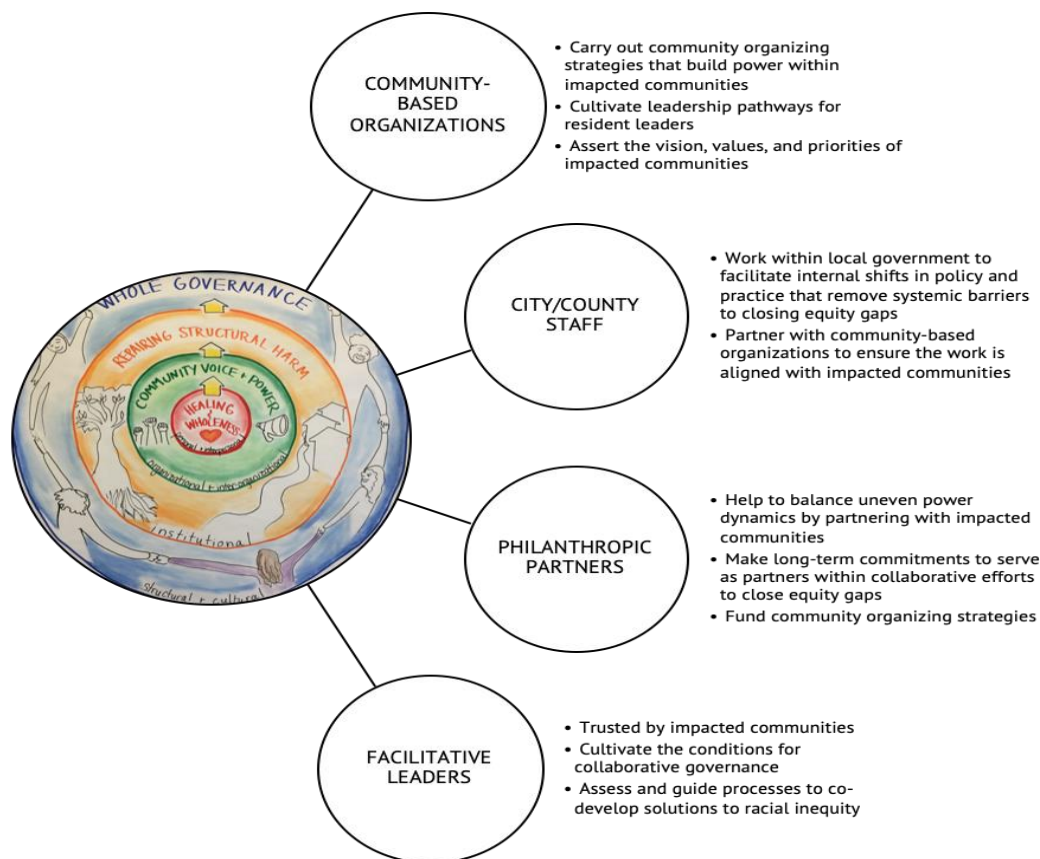 COMMUNITY-
BASED
ORGANIZATIONS
• Carry out community organizing
strategies that build power within
imapcted communities
• Cultivate leadership pathways for
resident leaders
• Assert the vision, values, and priorities of
impacted communities
CITY/COUNTY
STAFF
• Work within local government to
facilitate internal shifts in policy and
practice that remove systemic barriers
to closing equity gaps
• Partner with community-based
organizations to ensure the work is
aligned with impacted communities
WHOLE GOVERNANCE
REPAIRING STRUCTURAL HARM
COMMUNITY VOICE + POWER
HEALING
+
WHOLENESS
personal + interpersonal
organizational + inter-organizational
institutional
structural + cultural
PHILANTHROPIC
PARTNERS
• Help to balance uneven power
dynamics by partnering with impacted
communities
• Make long-term commitments to serve
as partners within collaborative efforts
to close equity gaps
• Fund community organizing strategies
FACILITATIVE
LEADERS
• Trusted by impacted communities
• Cultivate the conditions for
collaborative governance
• Assess and guide processes to co-
develop solutions to racial inequity